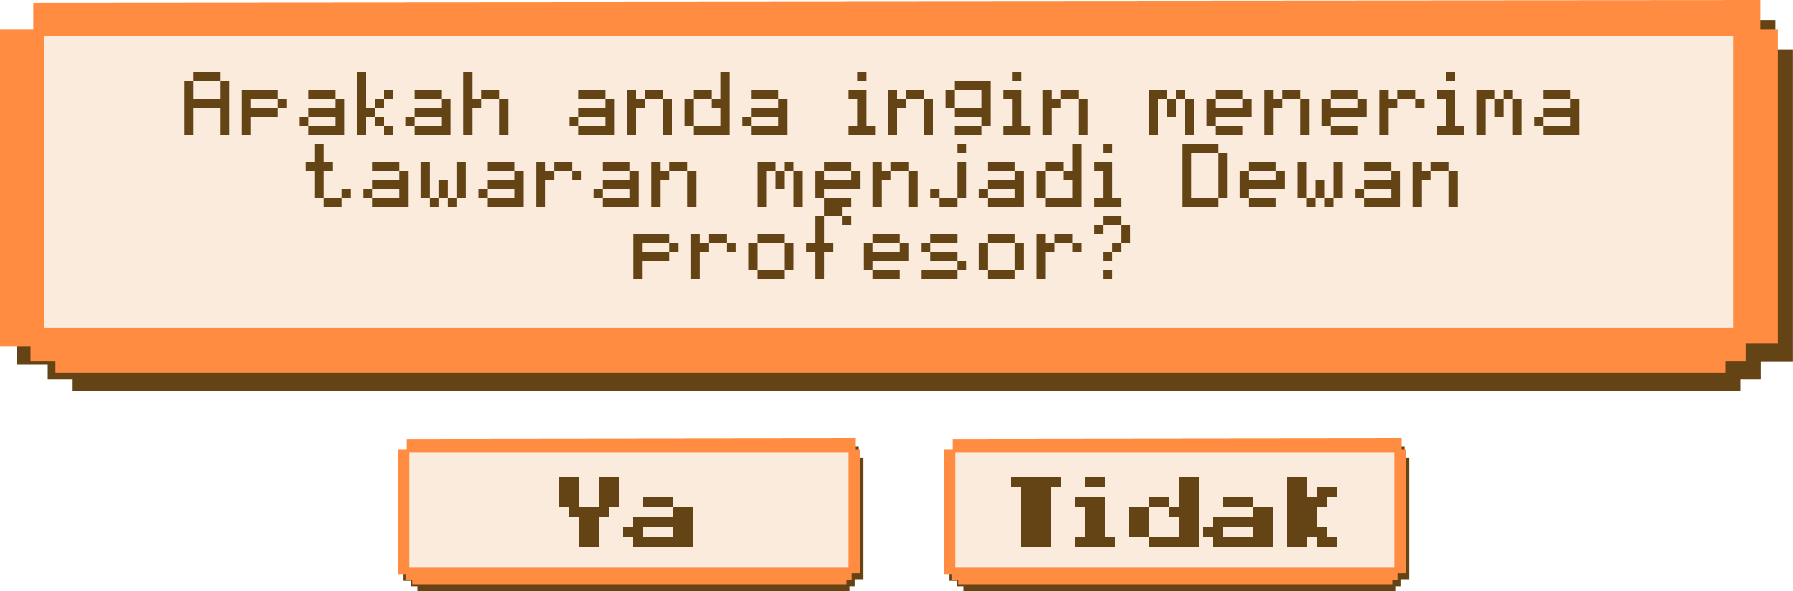 Apakah anda ingin menerima
tawaran menjadi Dewan
profesor?
Ya
Tidak